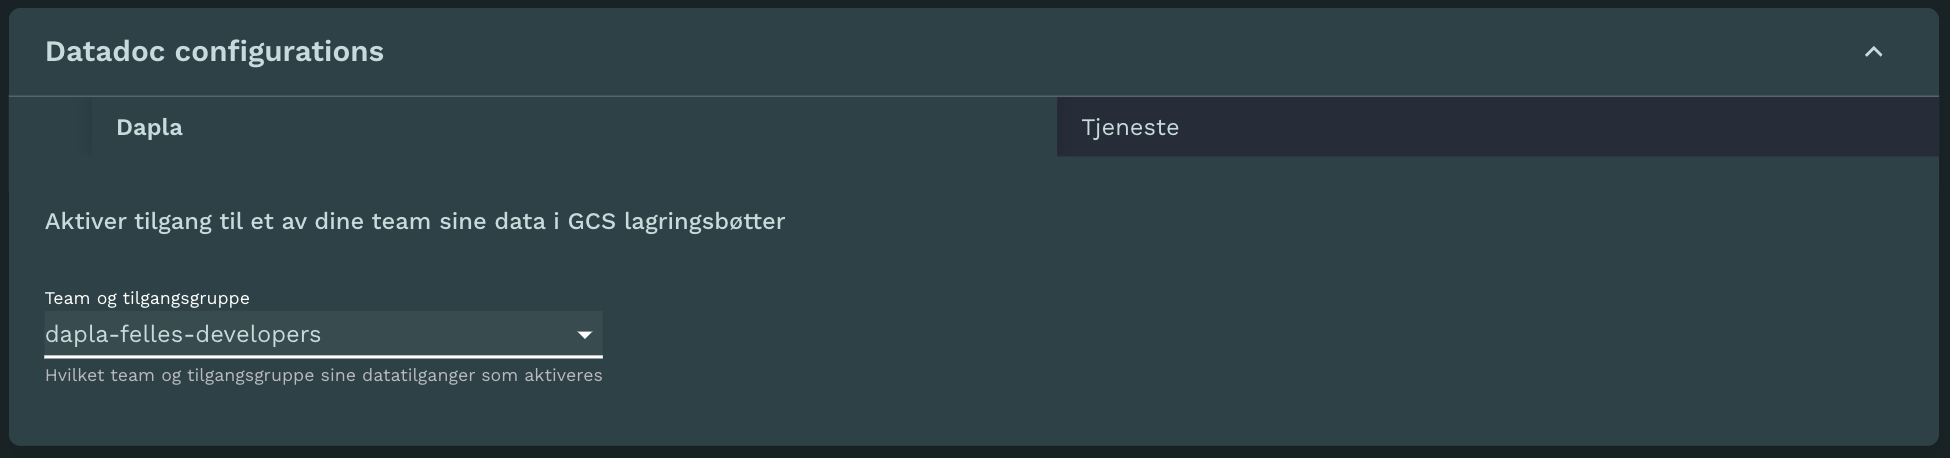 Datadoc configurations
Dapla
Tjeneste
Aktiver tilgang til et av dine team sine data i GCS lagringsbøtter
Team og tilgangsgruppe
dapla-felles-developers
Hvilket team og tilgangsgruppe sine datatilganger som aktiveres